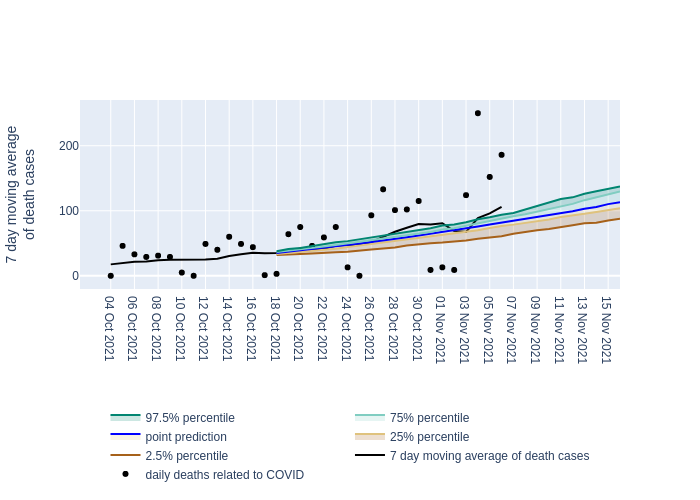 7 day moving average
of death cases
200
100
0
04 Oct 2021
06 Oct 2021
08 Oct 2021
10 Oct 2021
12 Oct 2021
14 Oct 2021
16 Oct 2021
18 Oct 2021
20 Oct 2021
22 Oct 2021
24 Oct 2021
26 Oct 2021
28 Oct 2021
30 Oct 2021
01 Nov 2021
03 Nov 2021
05 Nov 2021
07 Nov 2021
09 Nov 2021
11 Nov 2021
13 Nov 2021
15 Nov 2021
97.5% percentile
75% percentile
point prediction
25% percentile
2.5% percentile
7 day moving average of death cases
daily deaths related to COVID